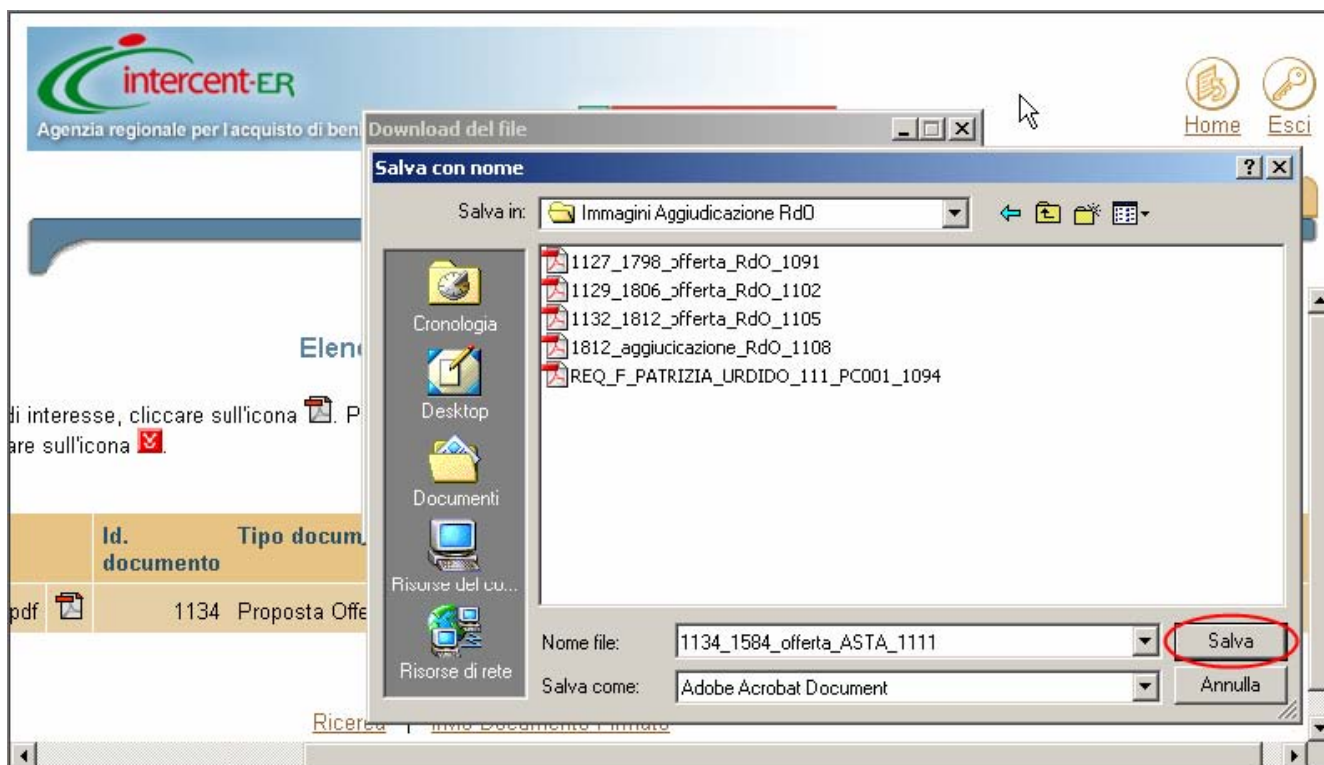 intercent-ER
Agenzia regionale per l'acquisto di beni
Home
Esci
Download del file
Salva con nome
Salva in:
Immagini Aggiudicazione RdO
Cronologia
Desktop
Documenti
Risorse del co...
Risorse di rete
1127_1798_offerta_RdO_1091
1129_1806_offerta_RdO_1102
1132_1812_offerta_RdO_1105
1812_aggiucicazione_RdO_1108
REQ_F_PATRIZIA_URDIDO_111_PC001_1094
Nome file:
1134_1584_offerta_ASTA_1111
Salva
Salva come:
Adobe Acrobat Document
Annulla
Elen
di interesse, cliccare sull'icona . P
are sull'icona .
Id. documento
Tipo docum
pdf
1134
Proposta Offe
Ricerca | Invio Documento Firmato